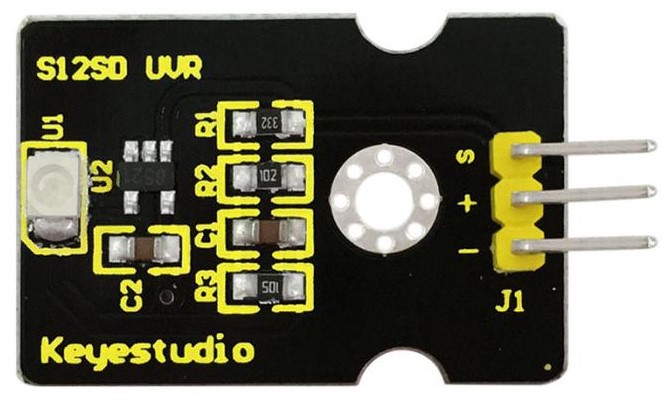 S12SD UVR
U1
U2
R1
332
R2
102
C1
R3
105
C2
S
+
-
J1
Keyestudio